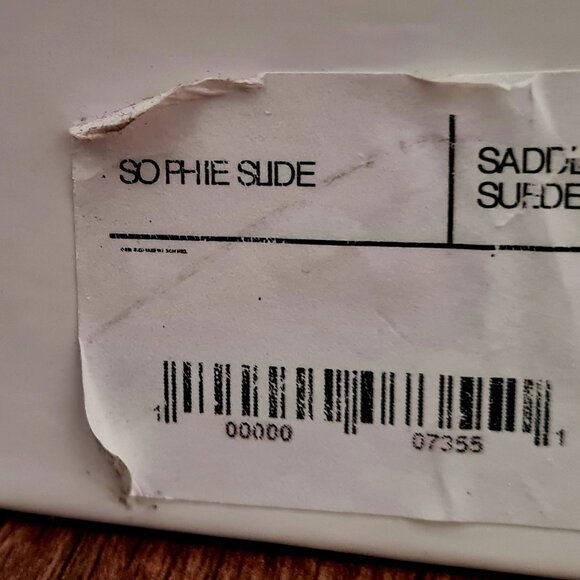 SOPHIE SLIDE
SADDL
SUEDE
1 00000 07355 1